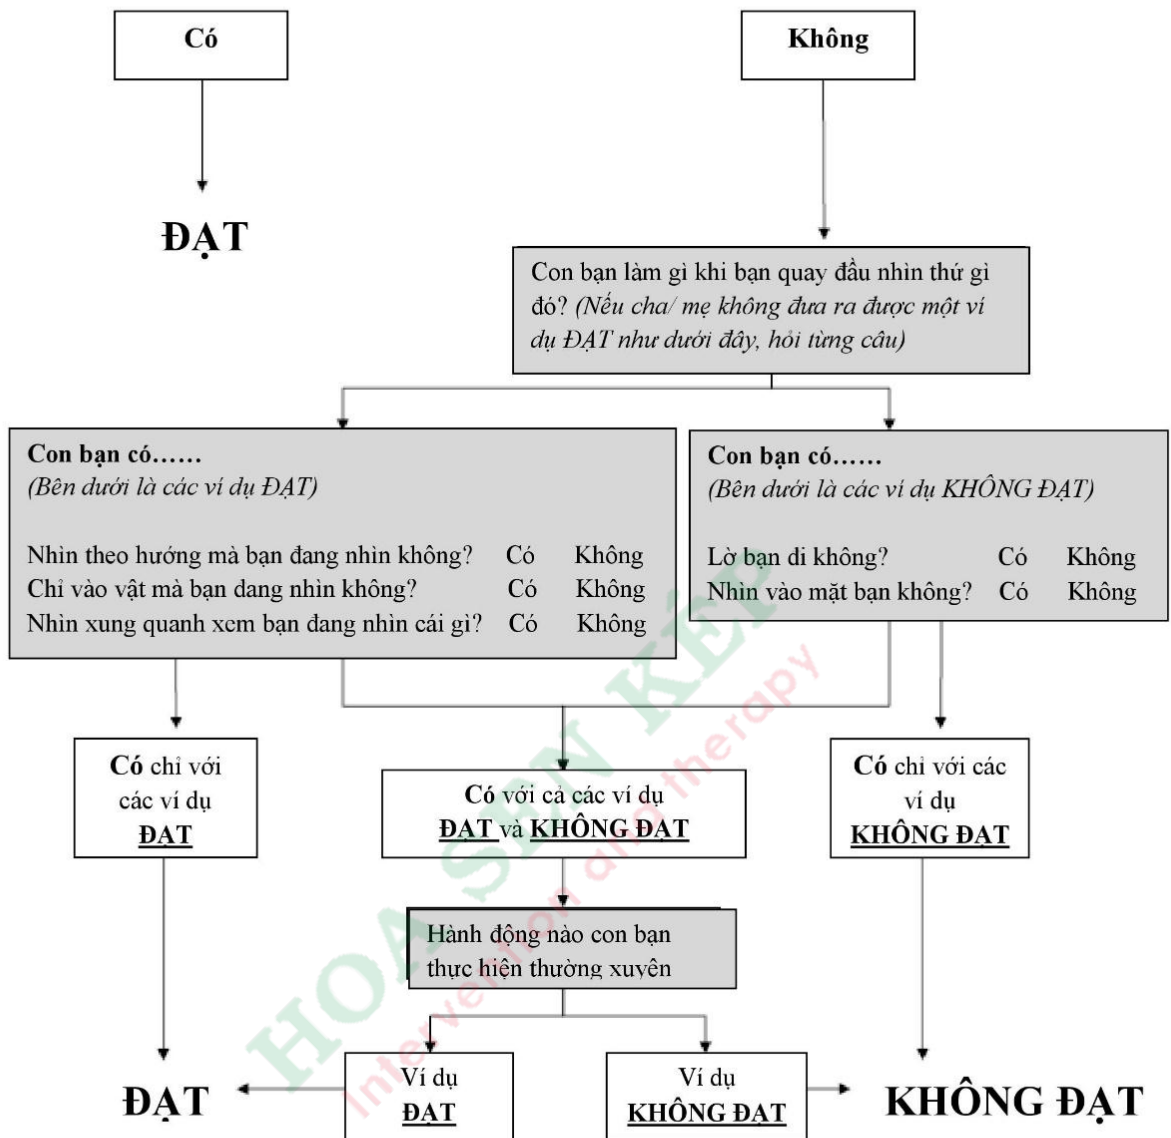 Có
Không
ĐẠT
Con bạn làm gì khi bạn quay đầu nhìn thứ gì
đó? (Nếu cha/ mẹ không đưa ra được một ví
dụ ĐẠT như dưới đây, hỏi từng câu)
Con bạn có……
(Bên dưới là các ví dụ ĐẠT)
Nhìn theo hướng mà bạn đang nhìn không? Có Không
Chỉ vào vật mà bạn đang nhìn không? Có Không
Nhìn xung quanh xem bạn đang nhìn cái gì? Có Không
Con bạn có……
(Bên dưới là các ví dụ KHÔNG ĐẠT)
Lờ bạn đi không? Có Không
Nhìn vào mặt bạn không? Có Không
Có chỉ với
các ví dụ
ĐẠT
Có với cả các ví dụ
ĐẠT và KHÔNG ĐẠT
Có chỉ với các
ví dụ
KHÔNG ĐẠT
Hành động nào con bạn
thực hiện thường xuyên
Ví dụ
ĐẠT
Ví dụ
KHÔNG ĐẠT
ĐẠT
KHÔNG ĐẠT
HOA SEN KÉP
Intervention and therapy